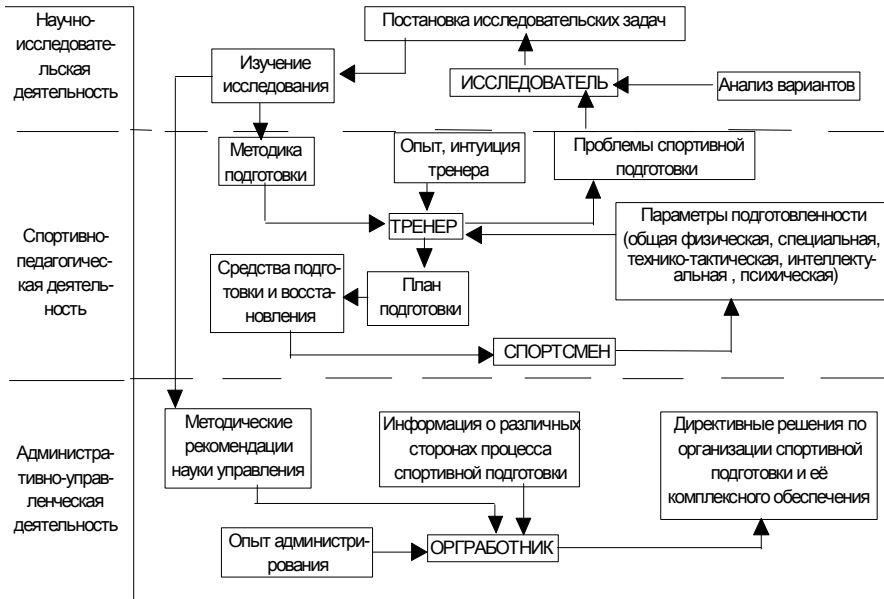 Научно-
исследовате-
льская
деятельность
Постановка исследовательских задач
Изучение
исследования
ИССЛЕДОВАТЕЛЬ
Анализ вариантов
Спортивно-
педагогичес-
кая деятель-
ность
Методика
подготовки
Опыт, интуиция
тренера
Проблемы спортивной
подготовки
ТРЕНЕР
Параметры подготовленности
(общая физическая, специальная,
технико-тактическая, интеллекту-
альная , психическая)
Средства подго-
товки и восста-
новления
План
подготовки
СПОРТСМЕН
Администра-
тивно-управ-
ленческая
деятельность
Методические
рекомендации
науки управления
Информация о различных
сторонах процесса
спортивной подготовки
Директивные решения по
организации спортивной
подготовки и её
комплексного обеспечения
Опыт администри-
рования
ОРГРАБОТНИК